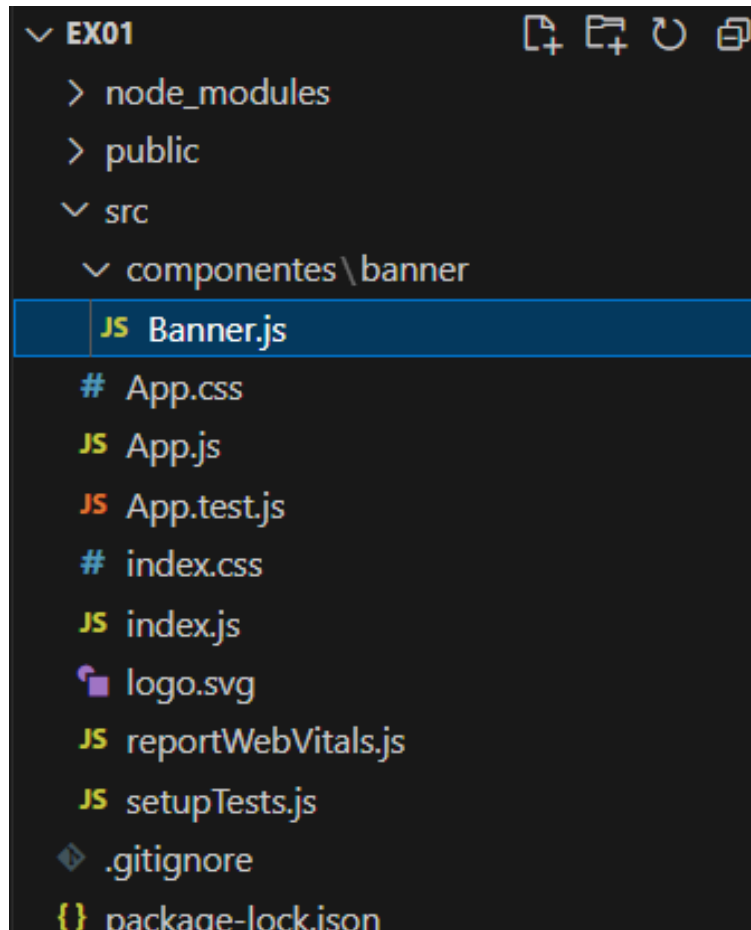 EX01
node_modules
public
src
componentes\banner
JS Banner.js
# App.css
JS App.js
JS App.test.js
# index.css
JS index.js
logo.svg
JS reportWebVitals.js
JS setupTests.js
.gitignore
{} package-lock.json